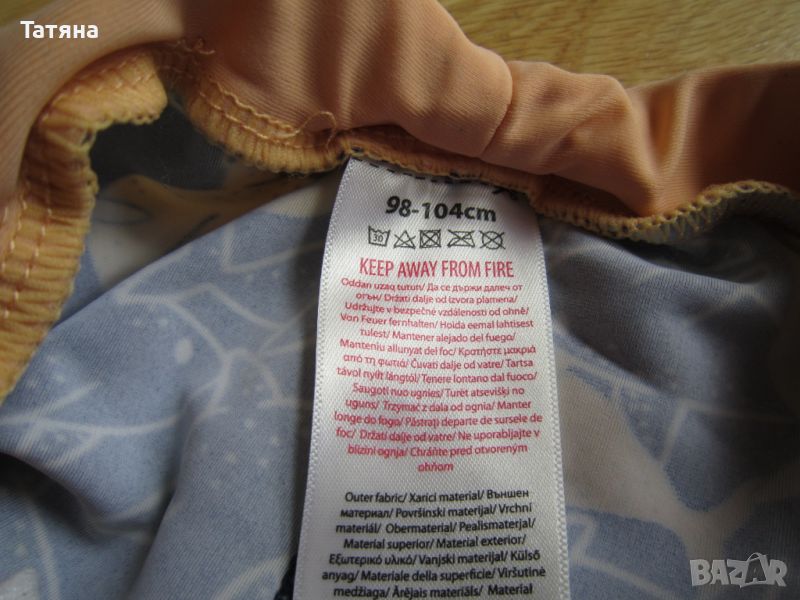 Татяна
98-104cm
30
KEEP AWAY FROM FIRE
Oddan uzaq tutun/ Да се държи далеч от
огън/ Držati dalje od izvora plamena/
Udržujte v bezpečné vzdálenosti od ohně/
Von Feuer fernhalten/ Hoida eemal lahtisest
tulest/ Mantener alejado del fuego/
Manteniu allunyat del foc/ Κρατήστε μακριά
από τη φωτιά/ Čuvati dalje od vatre/ Tartsa
távol nyílt lángtól/ Tenere lontano dal fuoco/
Saugoti nuo ugnies/ Turēt atsevišķi no
uguns/ Trzymać z dala od ognia/ Manter
longe do fogo/ Păstrați departe de sursele de
foc/ Držati dalje od vatre/ Ne uporabljajte v
bližini ognja/ Chráňte pred otvoreným
ohňom
Outer fabric/ Xarici material/ Външен
материал/ Površinski materijal/ Vrchní
materiál/ Obermaterial/ Pealismaterjal/
Material superior/ Material exterior/
Εξωτερικό υλικό/ Vanjski materijal/ Külső
anyag/ Materiale della superficie/ Viršutinė
medžiaga/ Ārējais materiāls/ Materiał
BAZAR